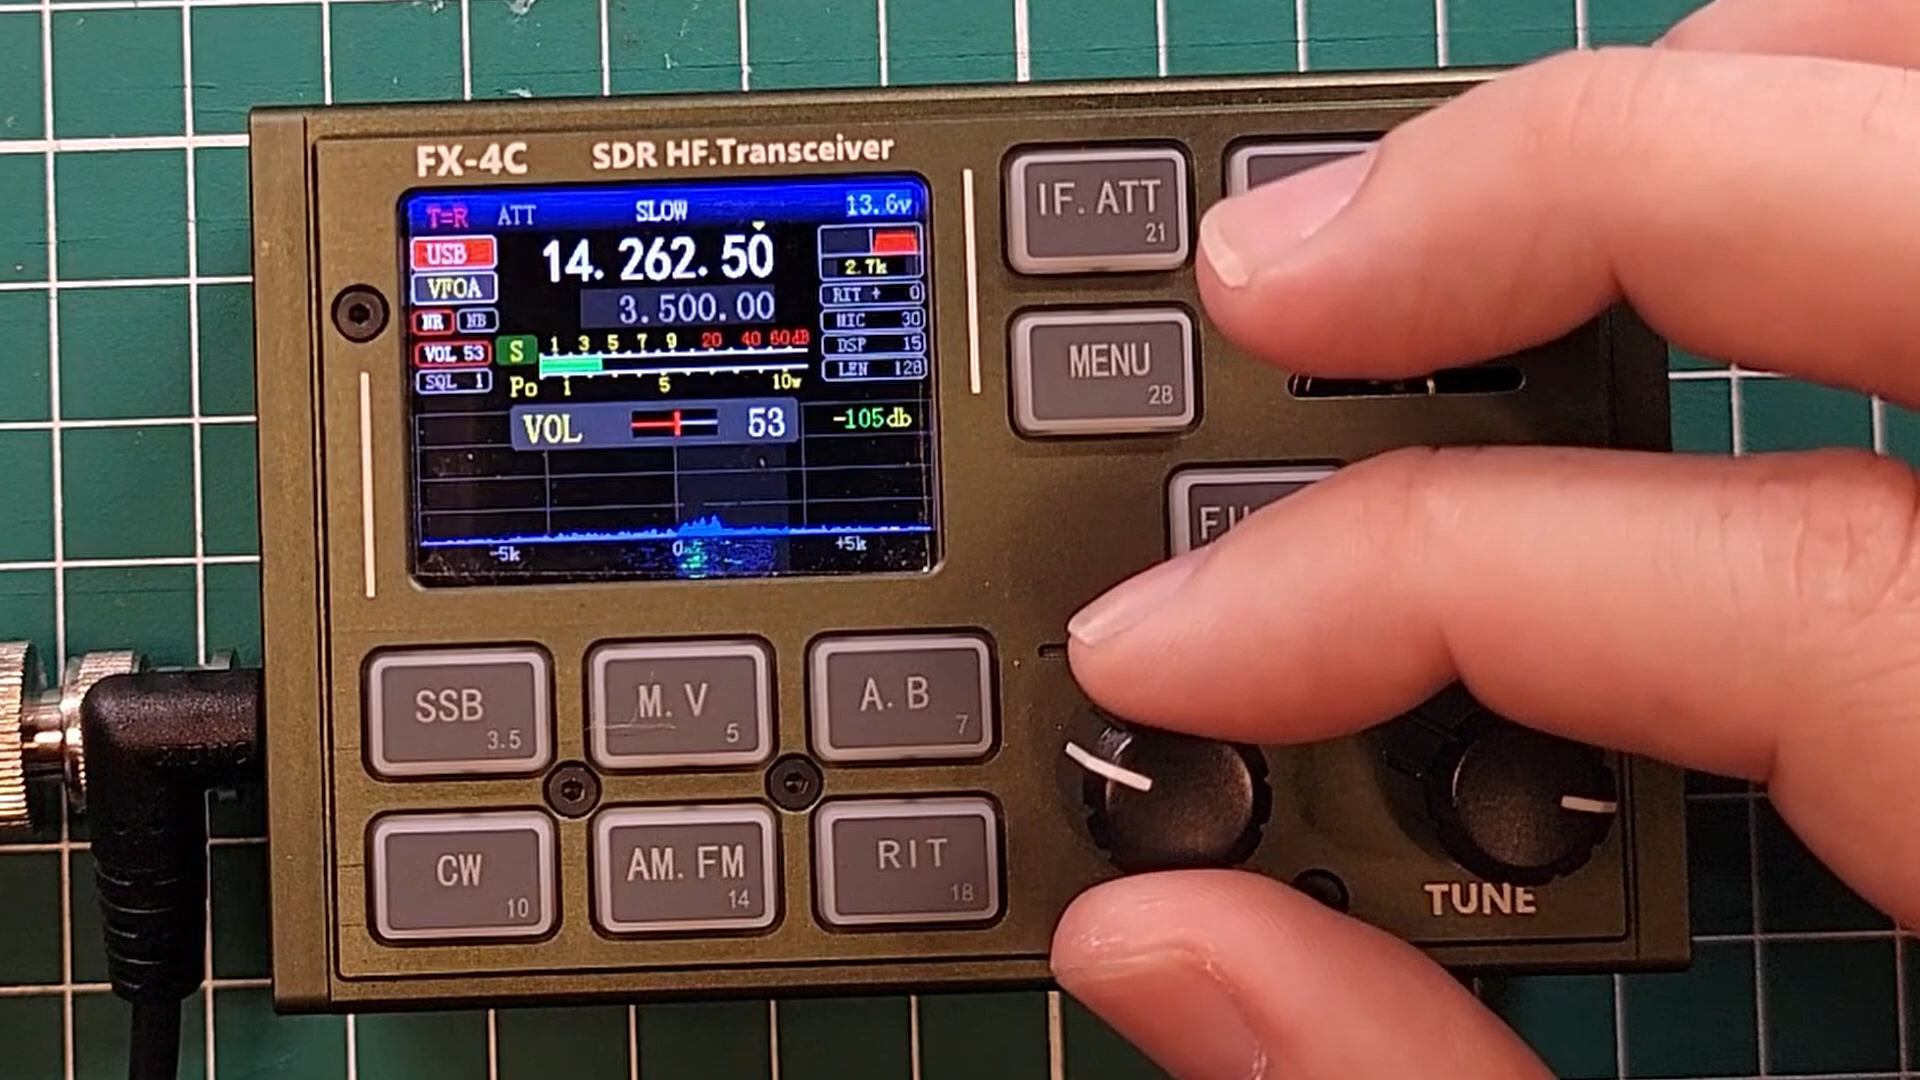 FX-4C SDR HF.Transceiver
T=R ATT SLOW 13.6v
USB 14. 262. 50
2.7k
VFOA 3. 500. 00
RIT + 0
NR NB
MIC 30
VOL 53 S 1 3 5 7 9 20 40 60dB
DSP 15
SQL 1 Po 1 5 10w
LEN 128
VOL 53 -105db
-5k 0 +5k
IF. ATT
21
MENU
28
SSB
3.5
M. V
5
A. B
7
CW
10
AM. FM
14
RIT
18
TUNE